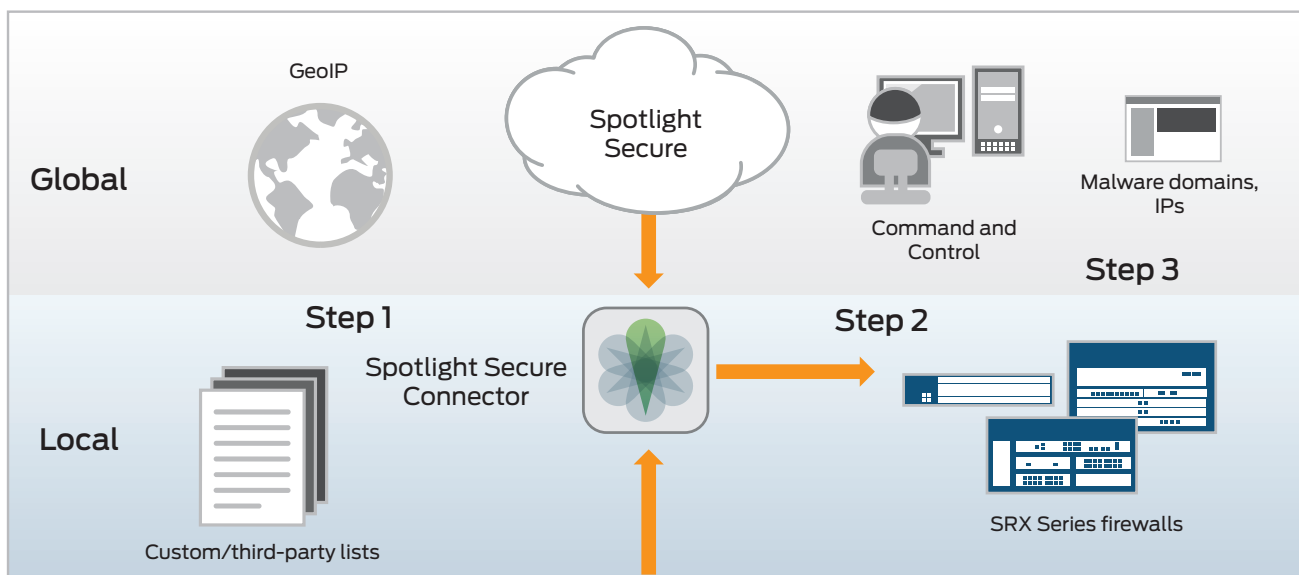 GeoIP
Spotlight
Secure
Global
Malware domains,
IPs
Command and
Control
Step 3
Step 1
Step 2
Spotlight Secure
Connector
Local
SRX Series firewalls
Custom/third-party lists